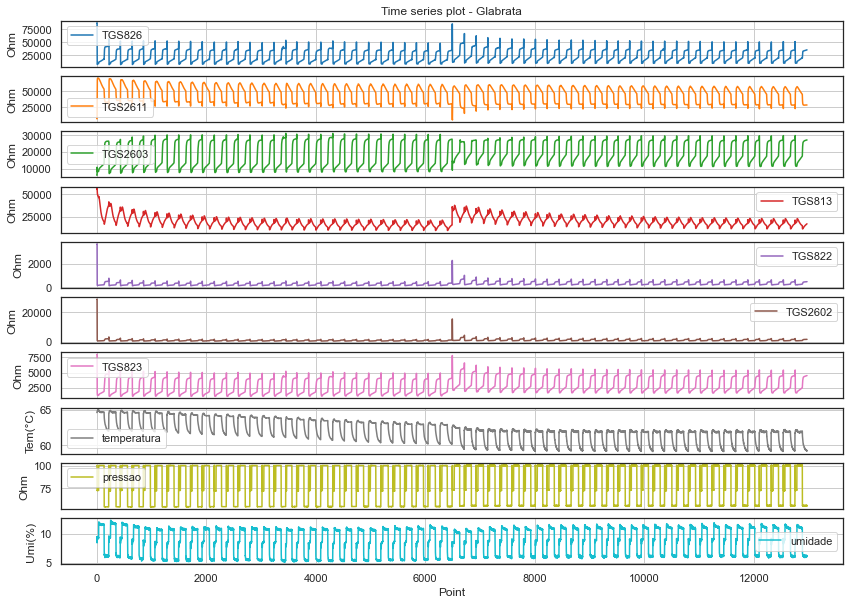 Time series plot - Glabrata
75000
50000
25000
Ohm
TGS826
50000
25000
Ohm
TGS2611
30000
20000
10000
Ohm
TGS2603
50000
25000
Ohm
TGS813
2000
0
Ohm
TGS822
20000
0
Ohm
TGS2602
7500
5000
2500
Ohm
TGS823
65
60
Tem(°C)
temperatura
100
75
Ohm
pressao
10
5
Umi(%)
umidade
0 2000 4000 6000 8000 10000 12000
Point